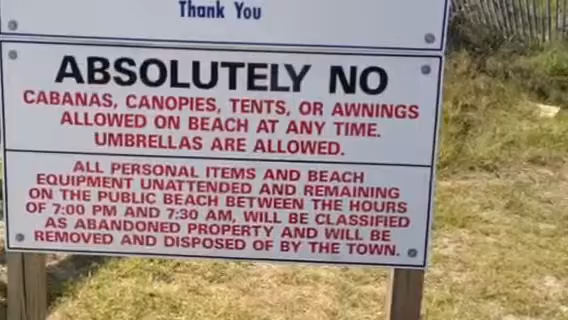 Thank You
ABSOLUTELY NO
CABANAS, CANOPIES, TENTS, OR AWNINGS
ALLOWED ON BEACH AT ANY TIME.
UMBRELLAS ARE ALLOWED.
ALL PERSONAL ITEMS AND BEACH
EQUIPMENT UNATTENDED AND REMAINING
ON THE PUBLIC BEACH BETWEEN THE HOURS
OF 7:00 PM AND 7:30 AM, WILL BE CLASSIFIED
AS ABANDONED PROPERTY AND WILL BE
REMOVED AND DISPOSED OF BY THE TOWN.